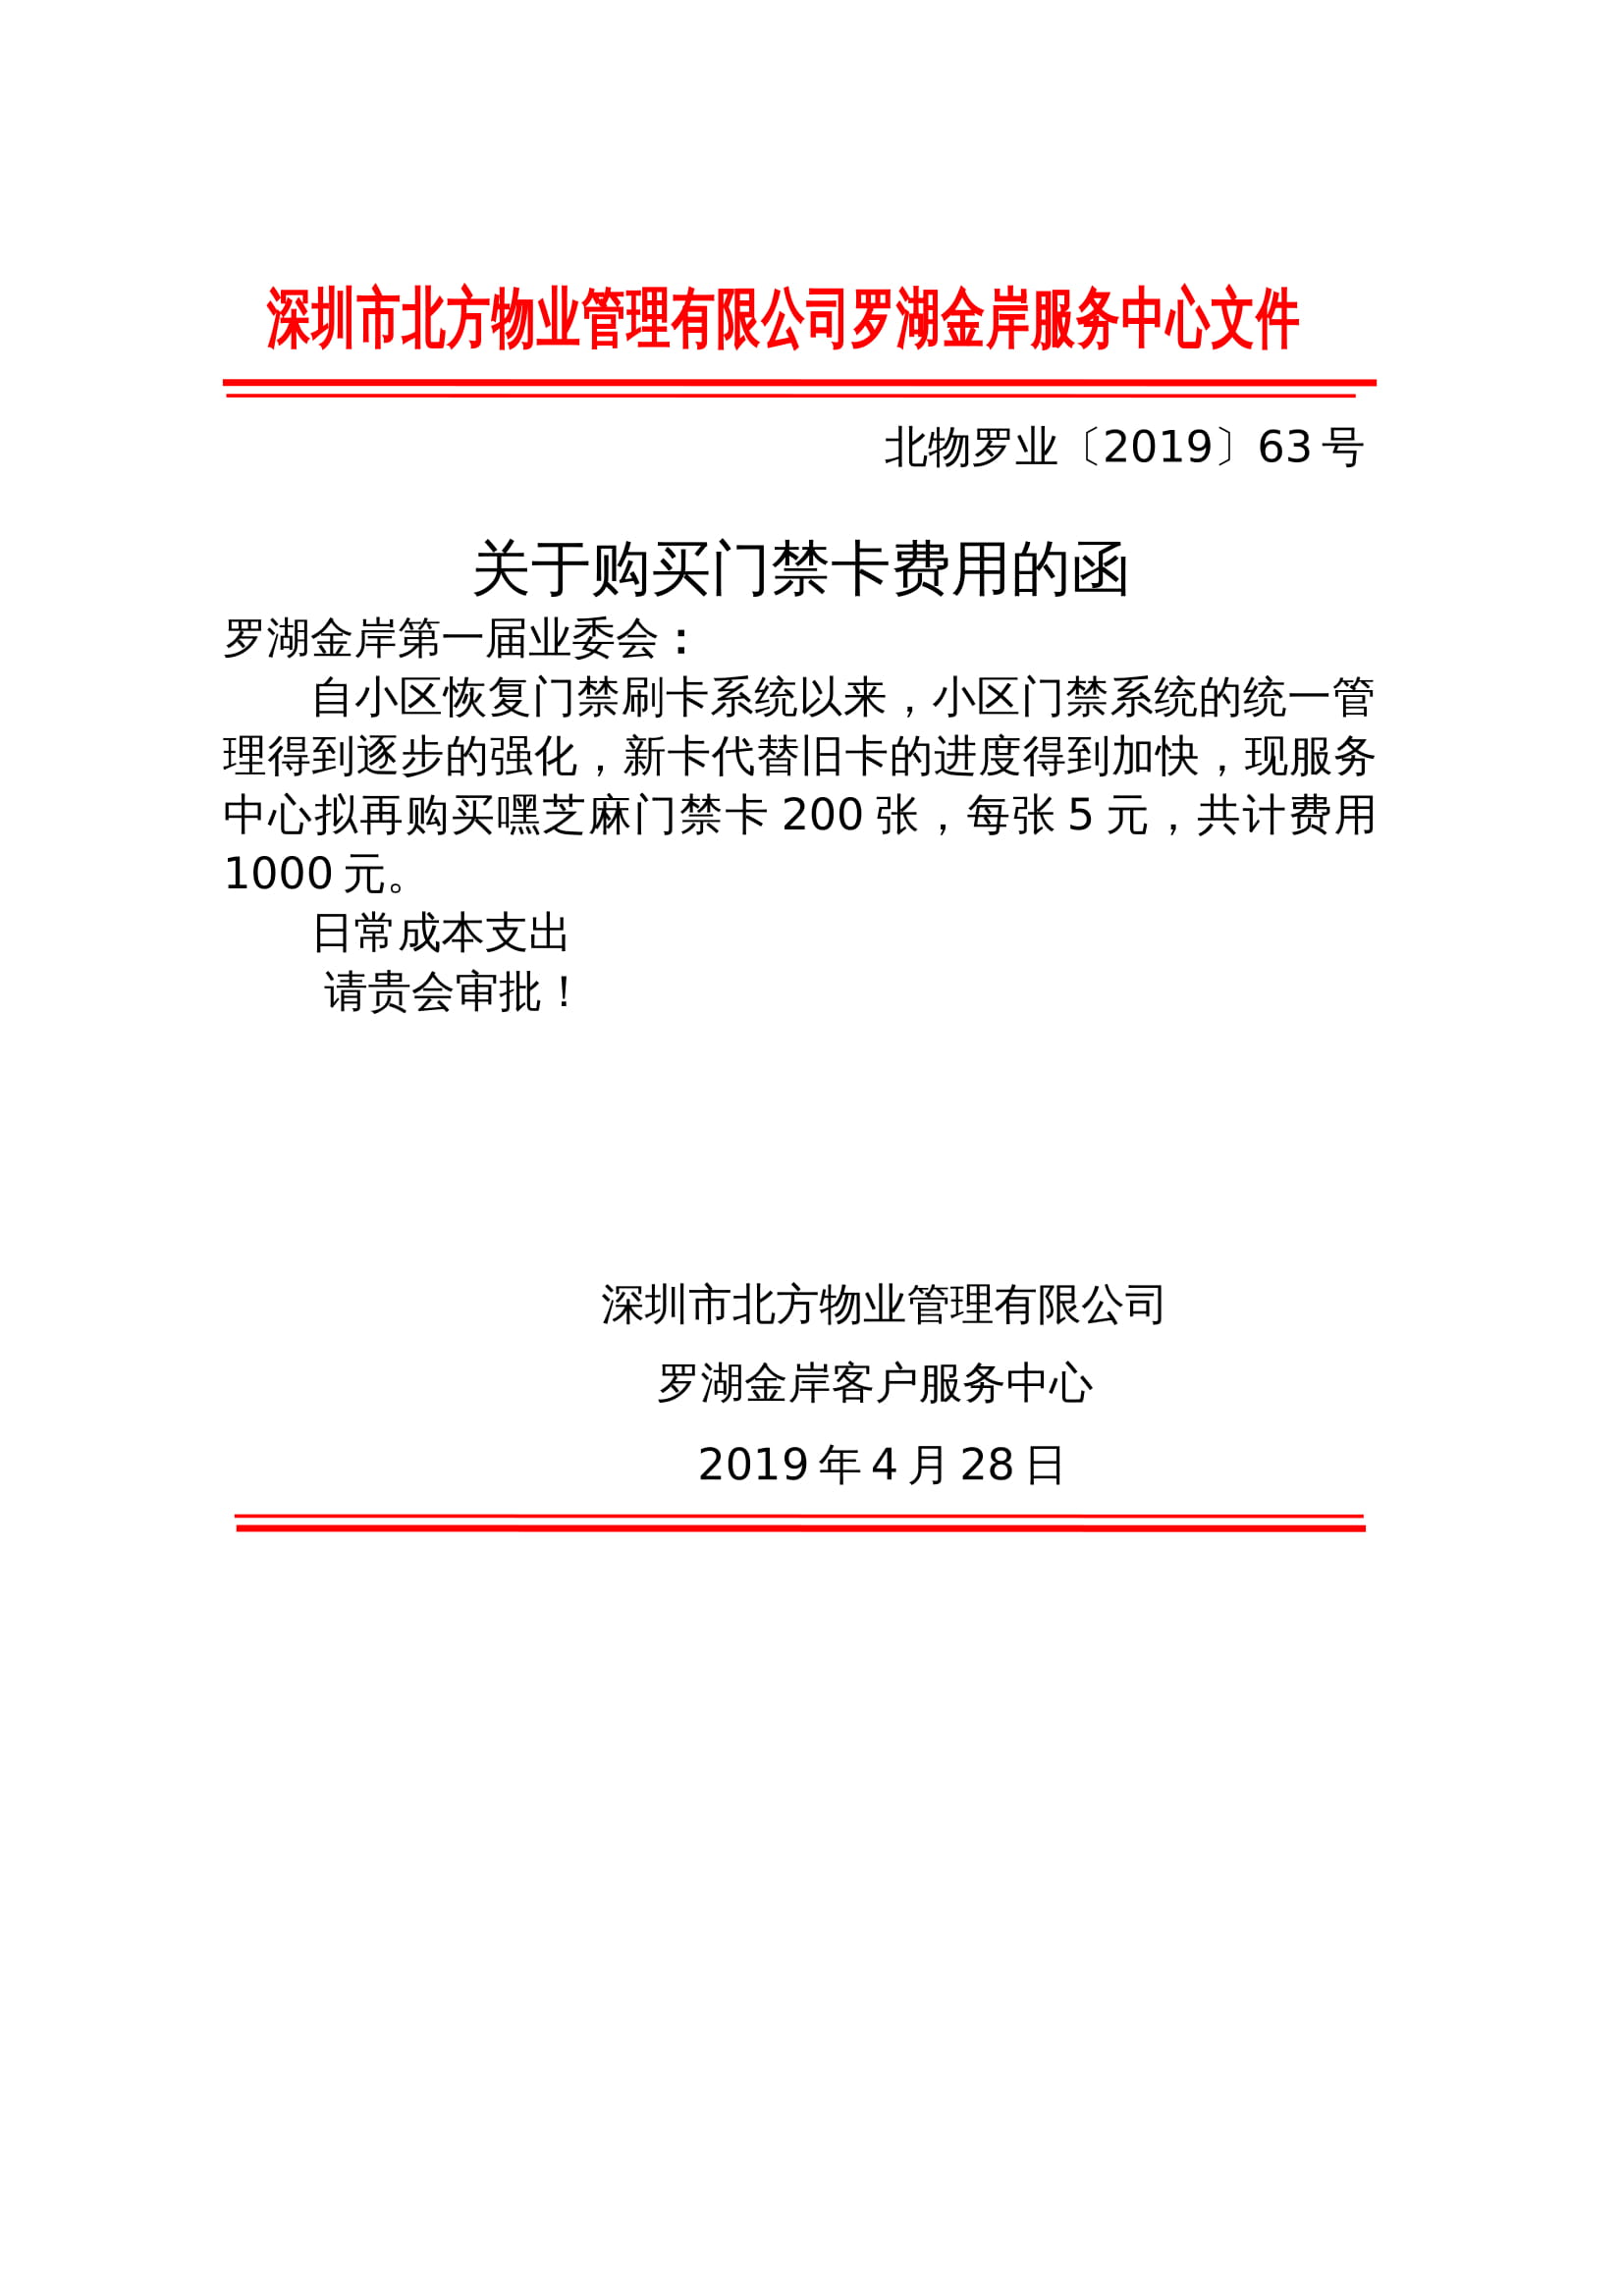 深圳市北方物业管理有限公司罗湖金岸服务中心文件
北物罗业〔2019〕63 号
关于购买门禁卡费用的函
罗湖金岸第一届业委会：
自小区恢复门禁刷卡系统以来，小区门禁系统的统一管
理得到逐步的强化，新卡代替旧卡的进度得到加快，现服务
中心拟再购买嘿芝麻门禁卡 200 张，每张 5 元，共计费用
1000 元。
日常成本支出
请贵会审批！
深圳市北方物业管理有限公司
罗湖金岸客户服务中心
2019 年 4 月 28 日